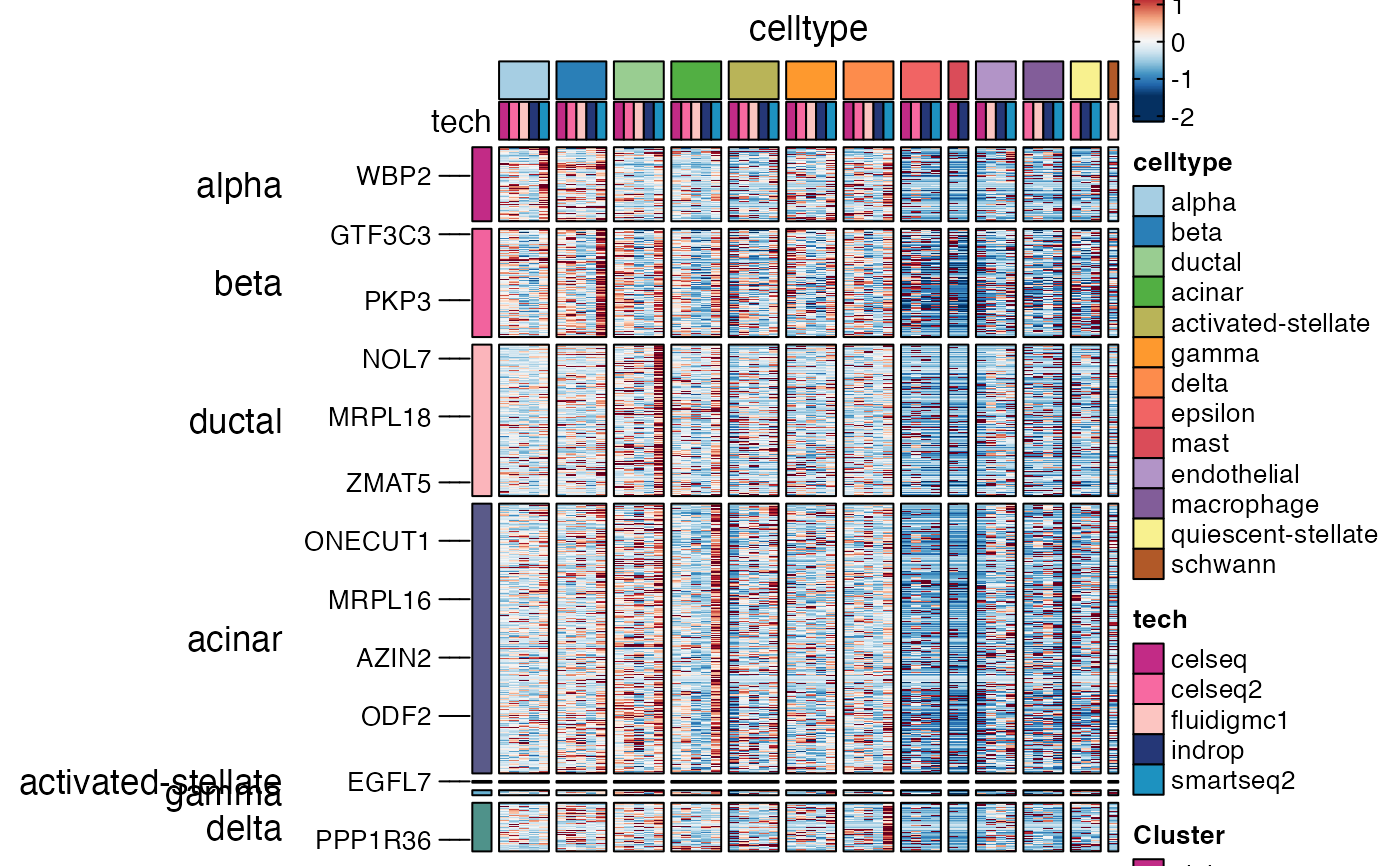 celltype
tech
alpha
beta
ductal
acinar
activated-stellate
gamma
delta
WBP2
GTF3C3
PKP3
NOL7
MRPL18
ZMAT5
ONECUT1
MRPL16
AZIN2
ODF2
EGFL7
PPP1R36
1
0
-1
-2
celltype
alpha
beta
ductal
acinar
activated-stellate
gamma
delta
epsilon
mast
endothelial
macrophage
quiescent-stellate
schwann
tech
celseq
celseq2
fluidigmc1
indrop
smartseq2
Cluster